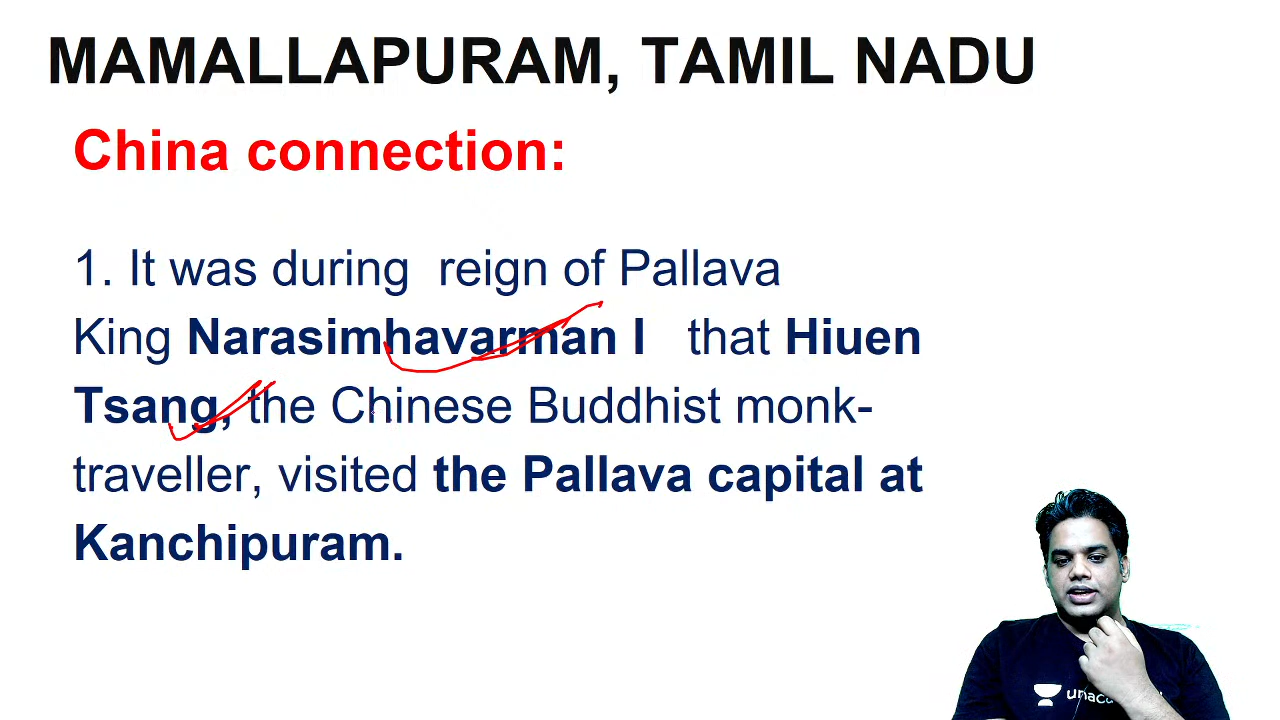 MAMALLAPURAM, TAMIL NADU
China connection:
1. It was during  reign of Pallava
King Narasimhavarman I   that Hiuen
Tsang, the Chinese Buddhist monk-
traveller, visited the Pallava capital at
Kanchipuram.